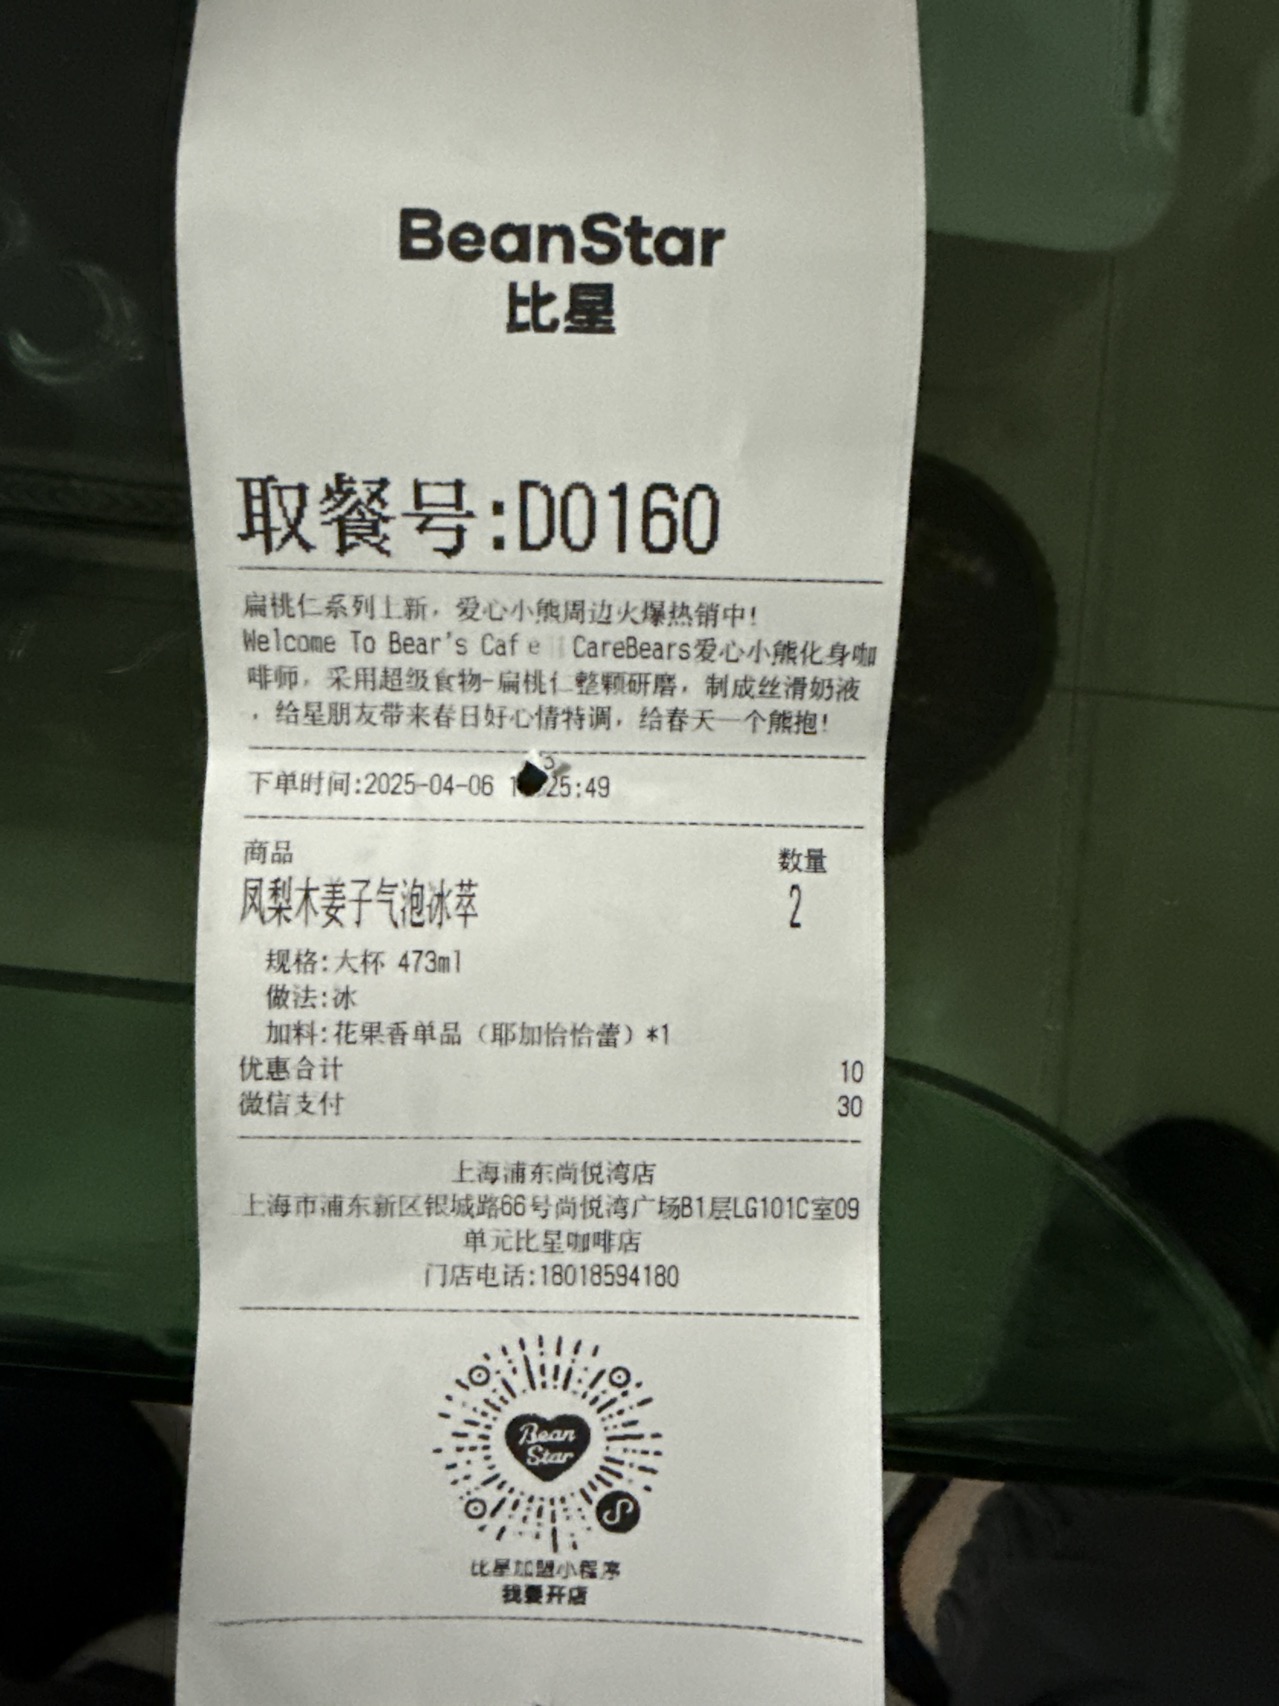 BeanStar
比星
取餐号:D0160
扁桃仁系列上新，爱心小熊周边火爆热销中!
Welcome To Bear's Cafe CareBears爱心小熊化身咖
啡师，采用超级食物-扁桃仁整颗研磨，制成丝滑奶液
，给星朋友带来春日好心情特调，给春天一个熊抱!
下单时间:2025-04-06 25:49
商品 数量
凤梨木姜子气泡冰萃 2
规格:大杯 473ml
做法:冰
加料:花果香单品（耶加怡恰蕾）*1
优惠合计 10
微信支付 30
上海浦东尚悦湾店
上海市浦东新区银城路66号尚悦湾广场B1层LG101C室09
单元比星咖啡店
门店电话:18018594180
Bean
Star
比星加盟小程序
我要开店